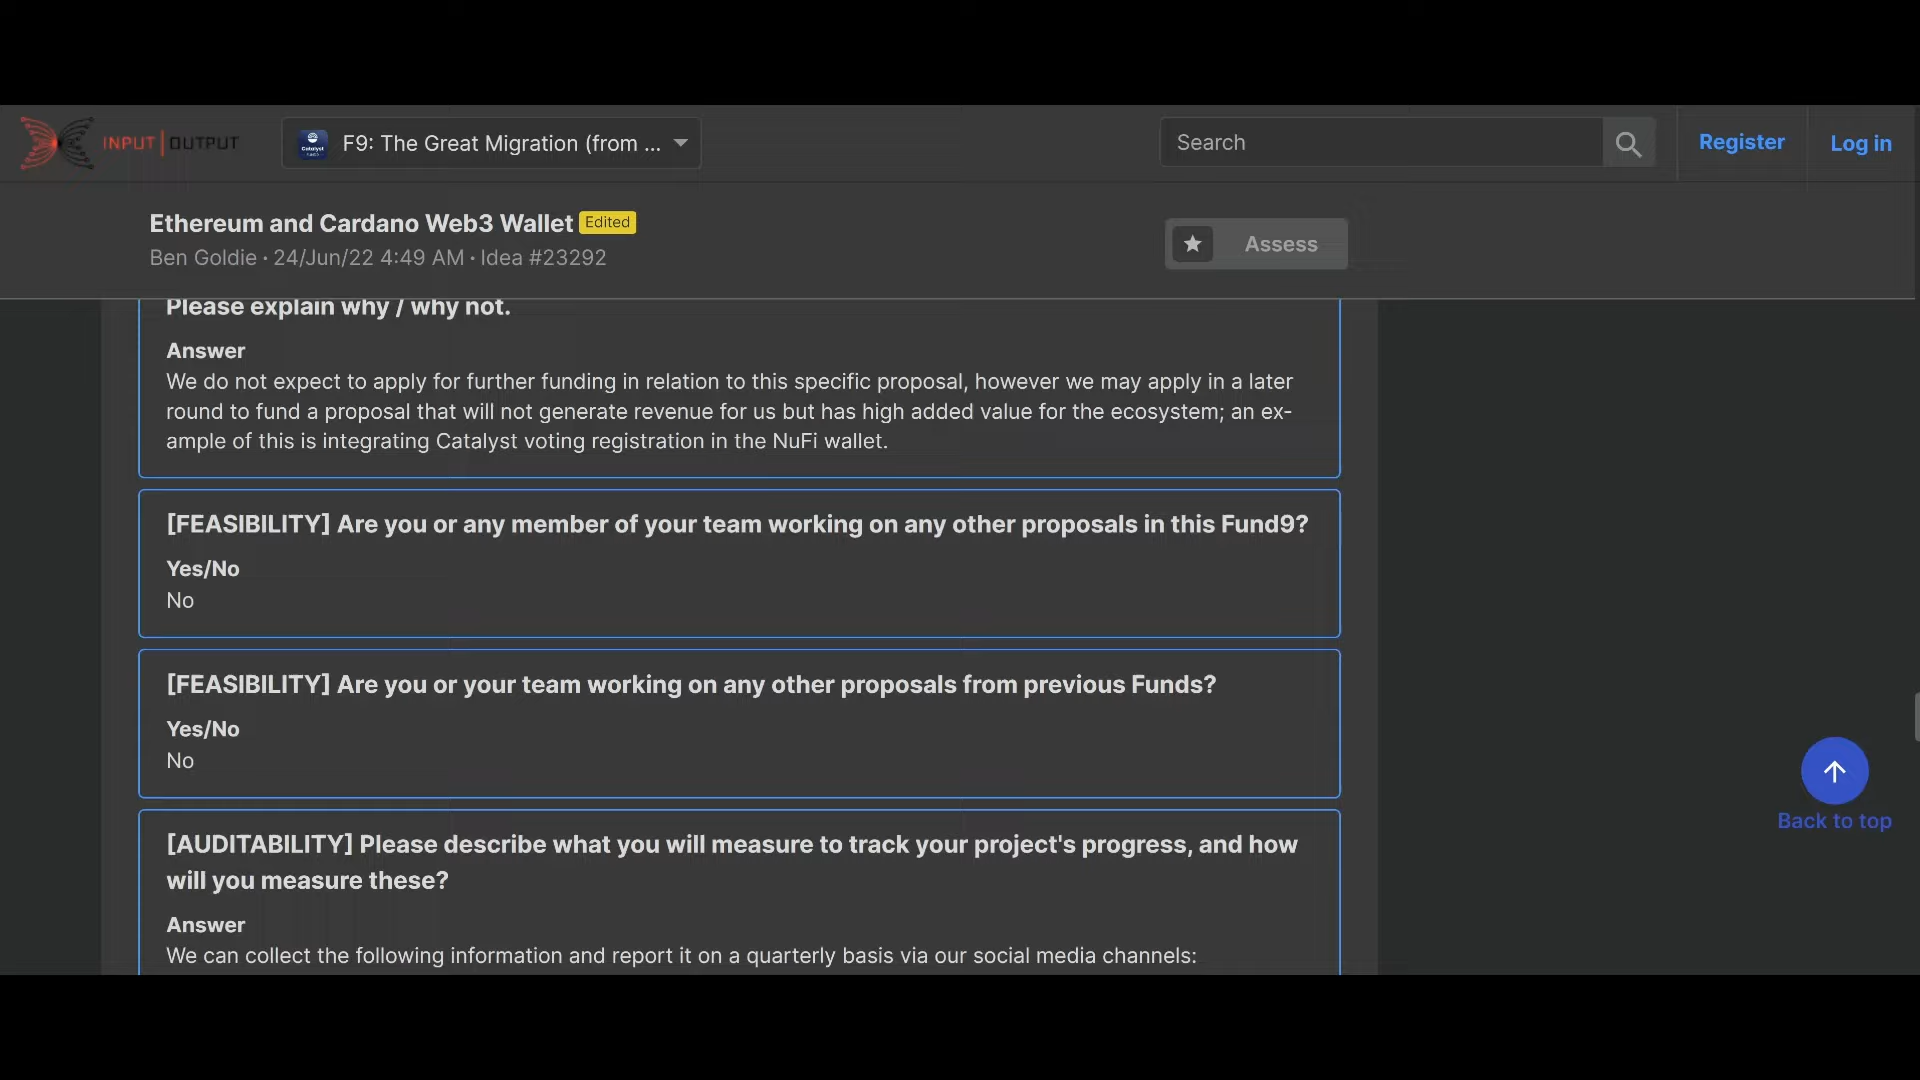 INPUT | OUTPUT
F9: The Great Migration (from ...
Search
Register
Log in
Ethereum and Cardano Web3 Wallet Edited
Ben Goldie • 24/Jun/22 4:49 AM • Idea #23292
Assess
Please explain why / why not.
Answer
We do not expect to apply for further funding in relation to this specific proposal, however we may apply in a later
round to fund a proposal that will not generate revenue for us but has high added value for the ecosystem; an ex-
ample of this is integrating Catalyst voting registration in the NuFi wallet.
[FEASIBILITY] Are you or any member of your team working on any other proposals in this Fund9?
Yes/No
No
[FEASIBILITY] Are you or your team working on any other proposals from previous Funds?
Yes/No
No
[AUDITABILITY] Please describe what you will measure to track your project's progress, and how
will you measure these?
Answer
We can collect the following information and report it on a quarterly basis via our social media channels:
Back to top